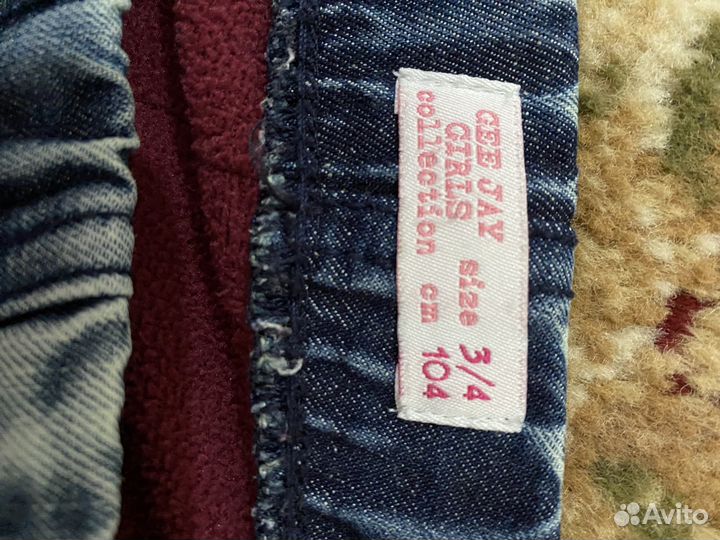 GEE JAY
GIRLS size 3/4
collection cm 104
Avito